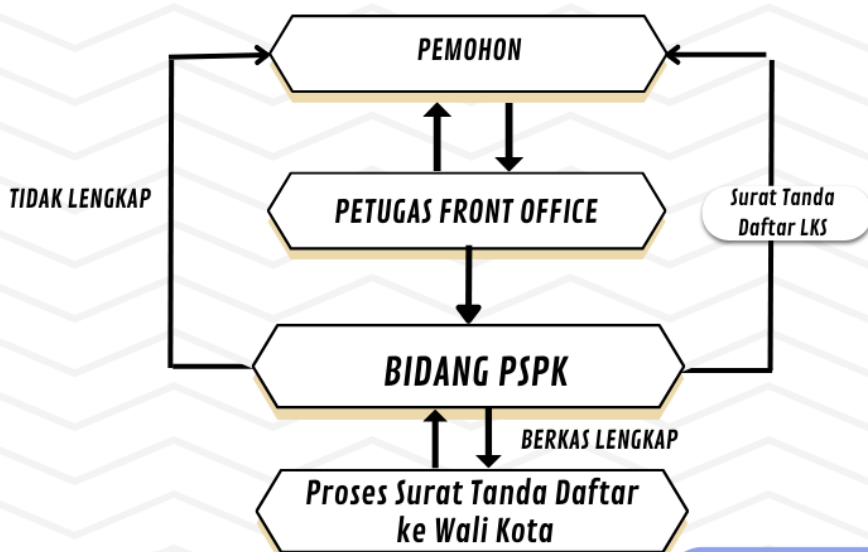 PEMOHON
TIDAK LENGKAP
PETUGAS FRONT OFFICE
Surat Tanda
Daftar LKS
BIDANG PSPK
BERKAS LENGKAP
Proses Surat Tanda Daftar
ke Wali Kota